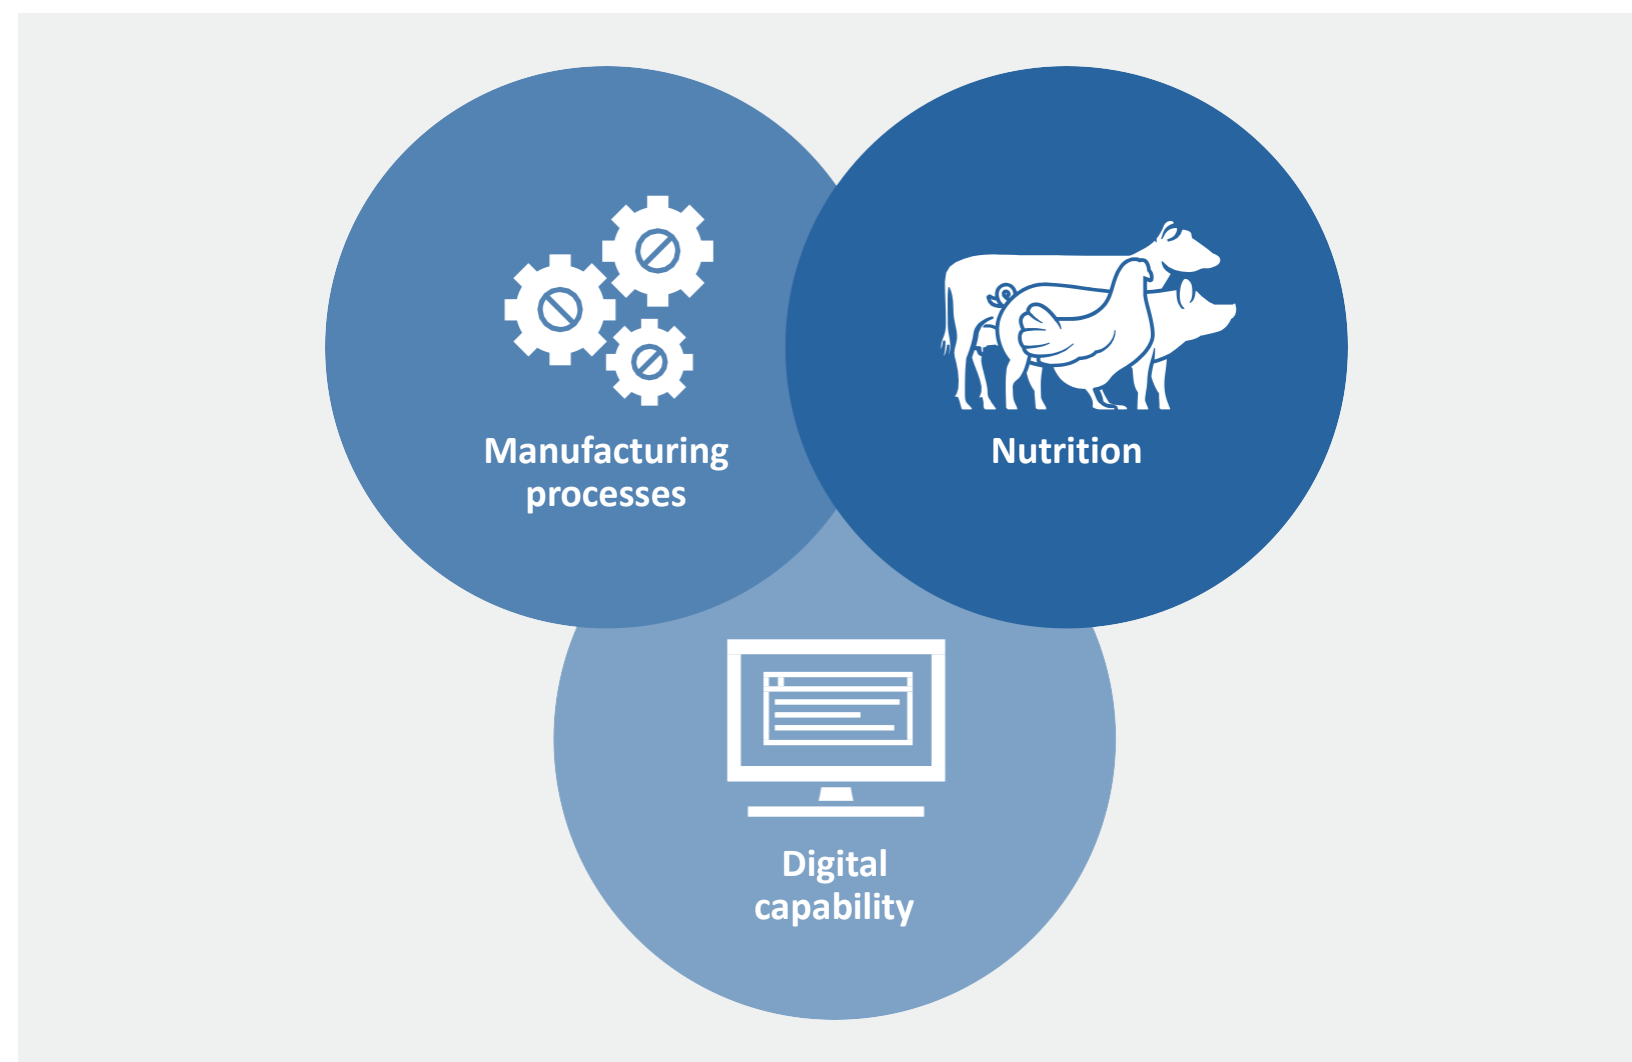 Manufacturing
processes
Nutrition
Digital
capability